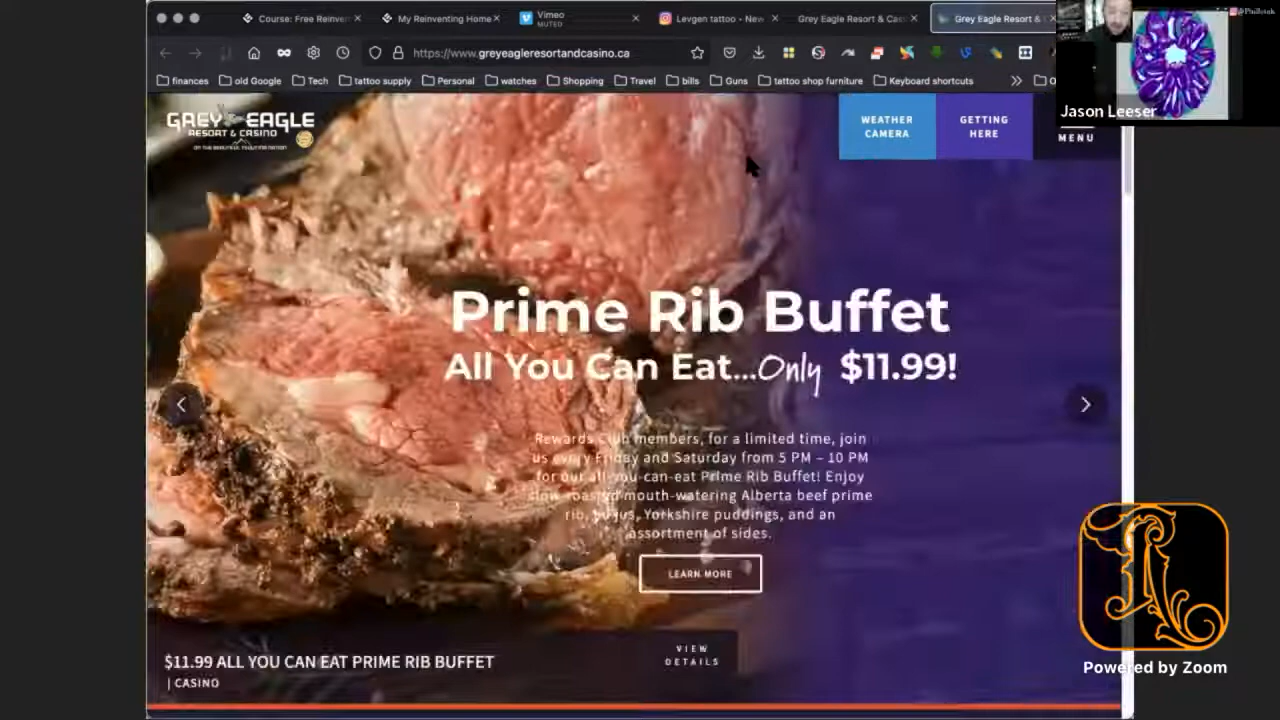 Course: Free Reinver
My Reinventing Home
Vimeo
MUTED
Levgen tattoo - New
Grey Eagle Resort & Cas
Grey Eagle Resort & C
https://www.greyeagleresortandcasino.ca
finances
old Google
Tech
tattoo supply
Personal
watches
Shopping
Travel
bills
Guns
tattoo shop furniture
Keyboard shortcuts
Jason Leeser
GREY EAGLE
RESORT & CASINO
WEATHER
CAMERA
GETTING
HERE
MENU
Prime Rib Buffet
All You Can Eat...Only $11.99!
Rewards Club members, for a limited time, join
us every Friday and Saturday from 5 PM – 10 PM
for our all-you-can-eat Prime Rib Buffet! Enjoy
slow-roasted mouth-watering Alberta beef prime
rib, au jus, Yorkshire puddings, and an
assortment of sides.
LEARN MORE
VIEW
DETAILS
$11.99 ALL YOU CAN EAT PRIME RIB BUFFET
| CASINO
Powered by Zoom